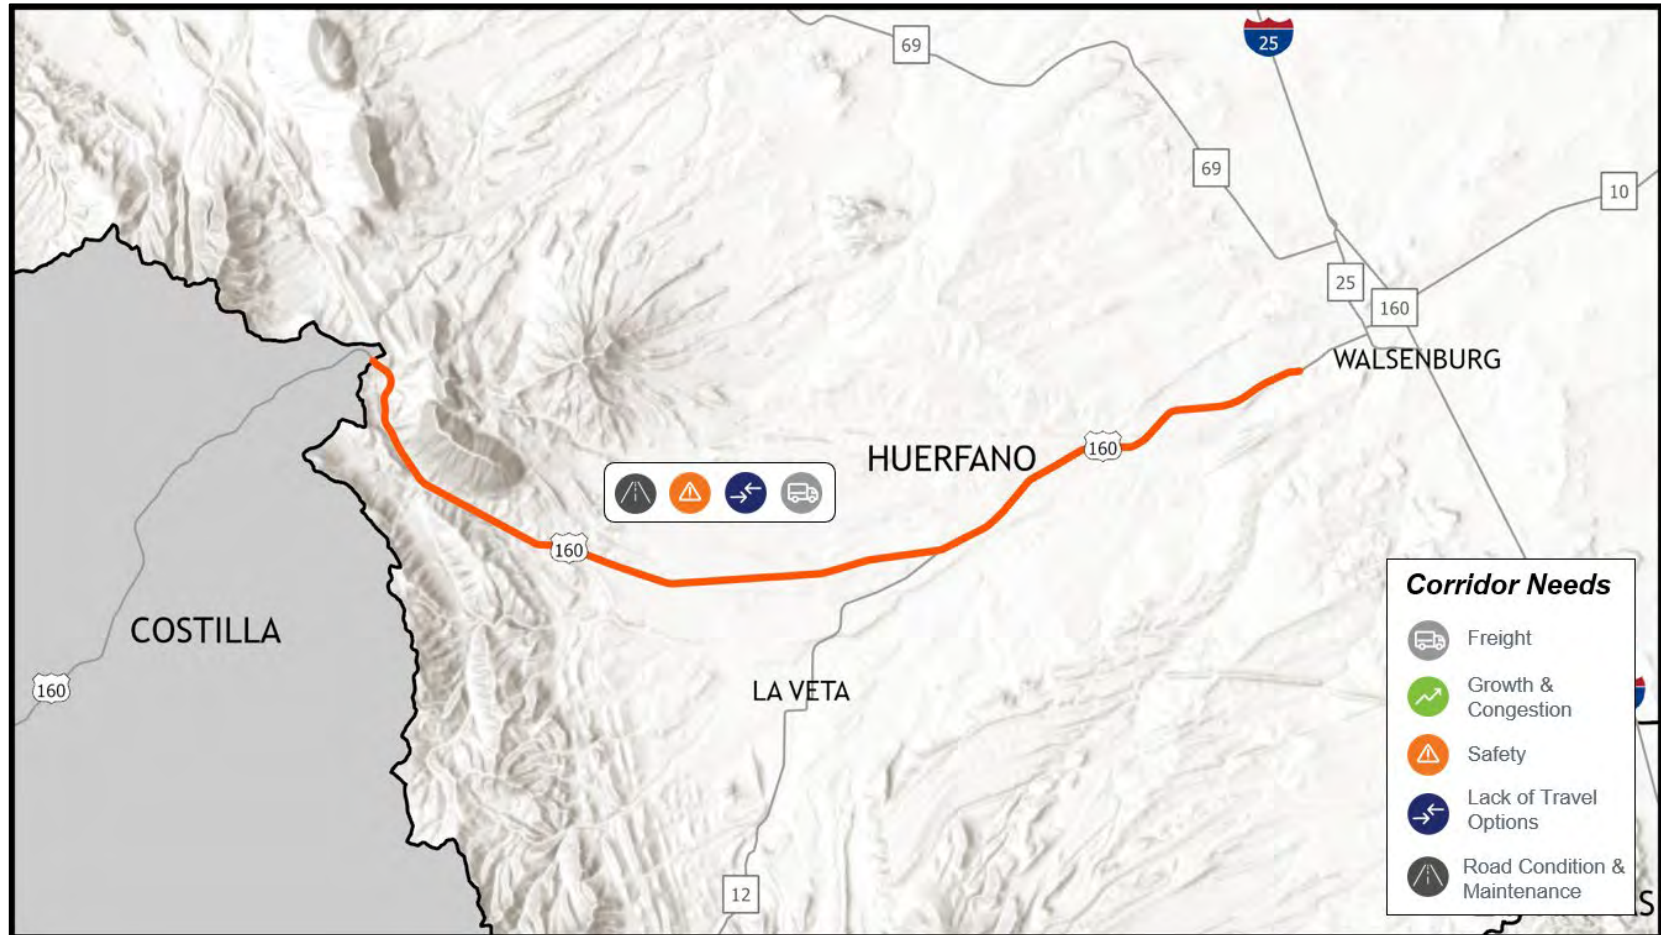 69
25
69
10
25
160
WALSENBURG
HUERFANO
160
160
COSTILLA
160
LA VETA
12
Corridor Needs
Freight
Growth &
Congestion
Safety
Lack of Travel
Options
Road Condition &
Maintenance